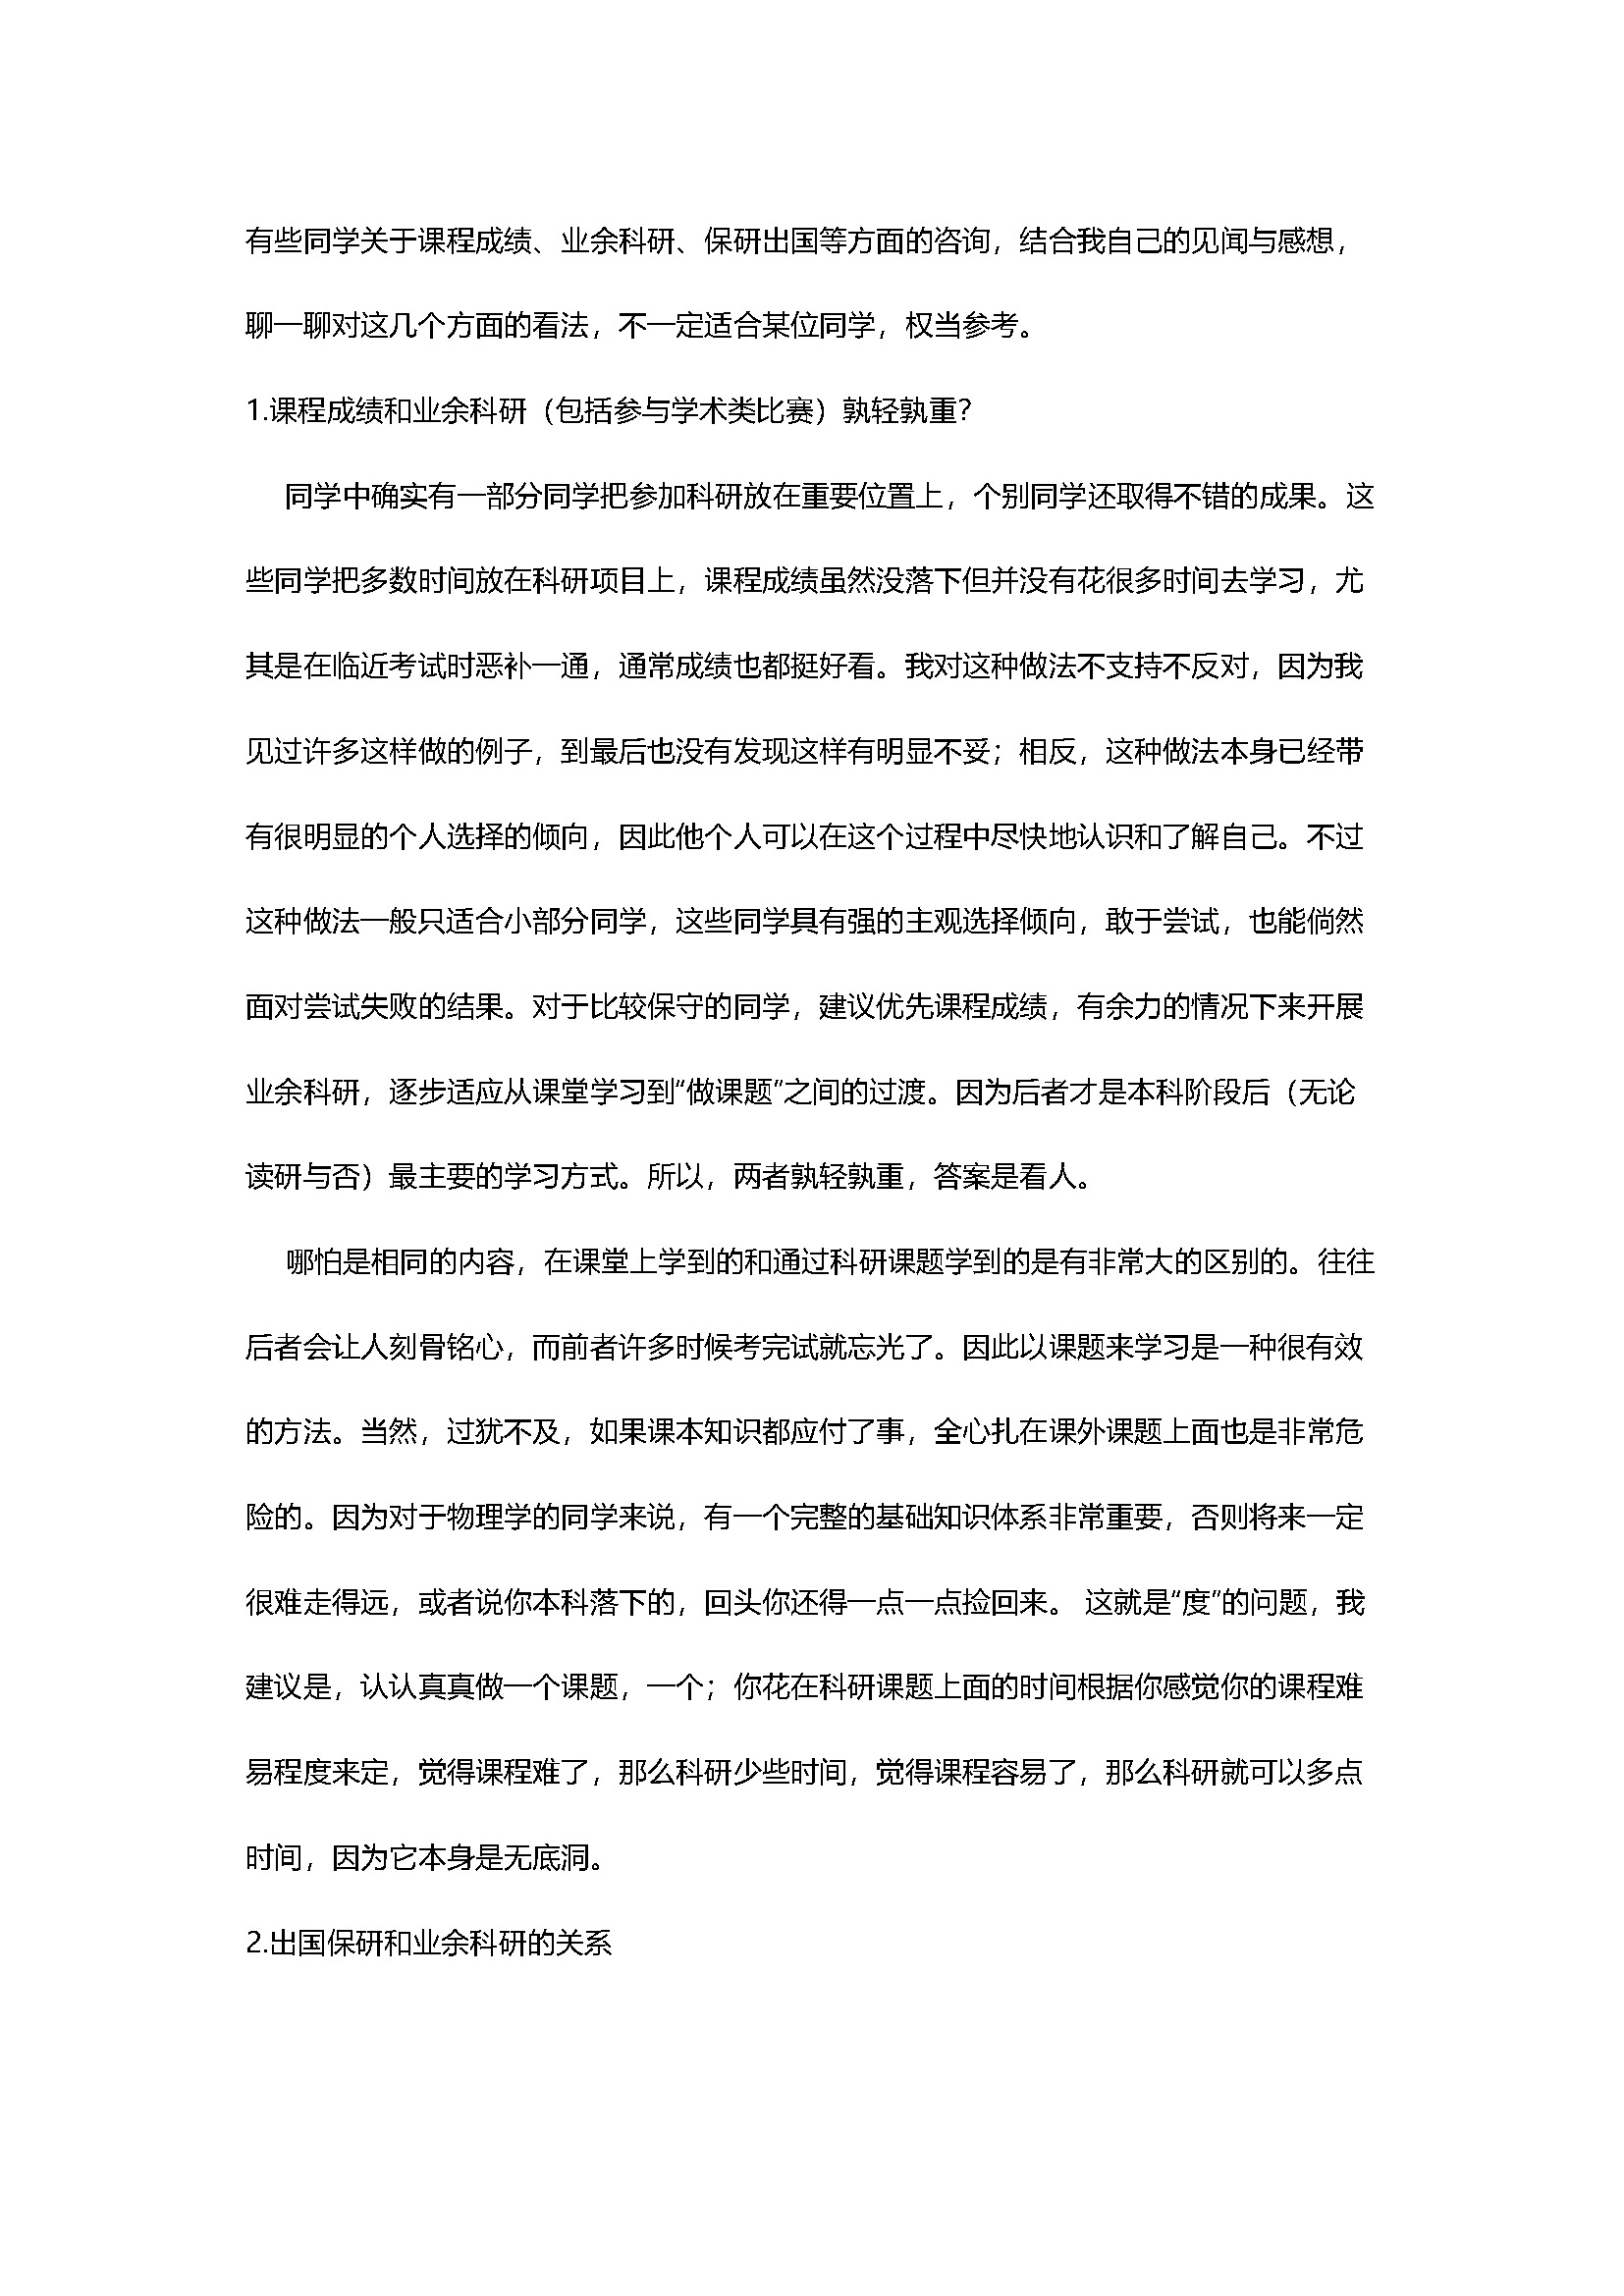 有些同学关于课程成绩、业余科研、保研出国等方面的咨询，结合我自己的见闻与感想，
聊一聊对这几个方面的看法，不一定适合某位同学，权当参考。
1.课程成绩和业余科研（包括参与学术类比赛）孰轻孰重？
同学中确实有一部分同学把参加科研放在重要位置上，个别同学还取得不错的成果。这
些同学把多数时间放在科研项目上，课程成绩虽然没落下但并没有花很多时间去学习，尤
其是在临近考试时恶补一通，通常成绩也都挺好看。我对这种做法不支持不反对，因为我
见过许多这样做的例子，到最后也没有发现这样有明显不妥；相反，这种做法本身已经带
有很明显的个人选择的倾向，因此他个人可以在这个过程中尽快地认识和了解自己。不过
这种做法一般只适合小部分同学，这些同学具有强的主观选择倾向，敢于尝试，也能倘然
面对尝试失败的结果。对于比较保守的同学，建议优先课程成绩，有余力的情况下来开展
业余科研，逐步适应从课堂学习到“做课题”之间的过渡。因为后者才是本科阶段后（无论
读研与否）最主要的学习方式。所以，两者孰轻孰重，答案是看人。
哪怕是相同的内容，在课堂上学到的和通过科研课题学到的是有非常大的区别的。往往
后者会让人刻骨铭心，而前者许多时候考完试就忘光了。因此以课题来学习是一种很有效
的方法。当然，过犹不及，如果课本知识都应付了事，全心扎在课外课题上面也是非常危
险的。因为对于物理学的同学来说，有一个完整的基础知识体系非常重要，否则将来一定
很难走得远，或者说你本科落下的，回头你还得一点一点捡回来。 这就是“度”的问题，我
建议是，认认真真做一个课题，一个；你花在科研课题上面的时间根据你感觉你的课程难
易程度来定，觉得课程难了，那么科研少些时间，觉得课程容易了，那么科研就可以多点
时间，因为它本身是无底洞。
2.出国保研和业余科研的关系